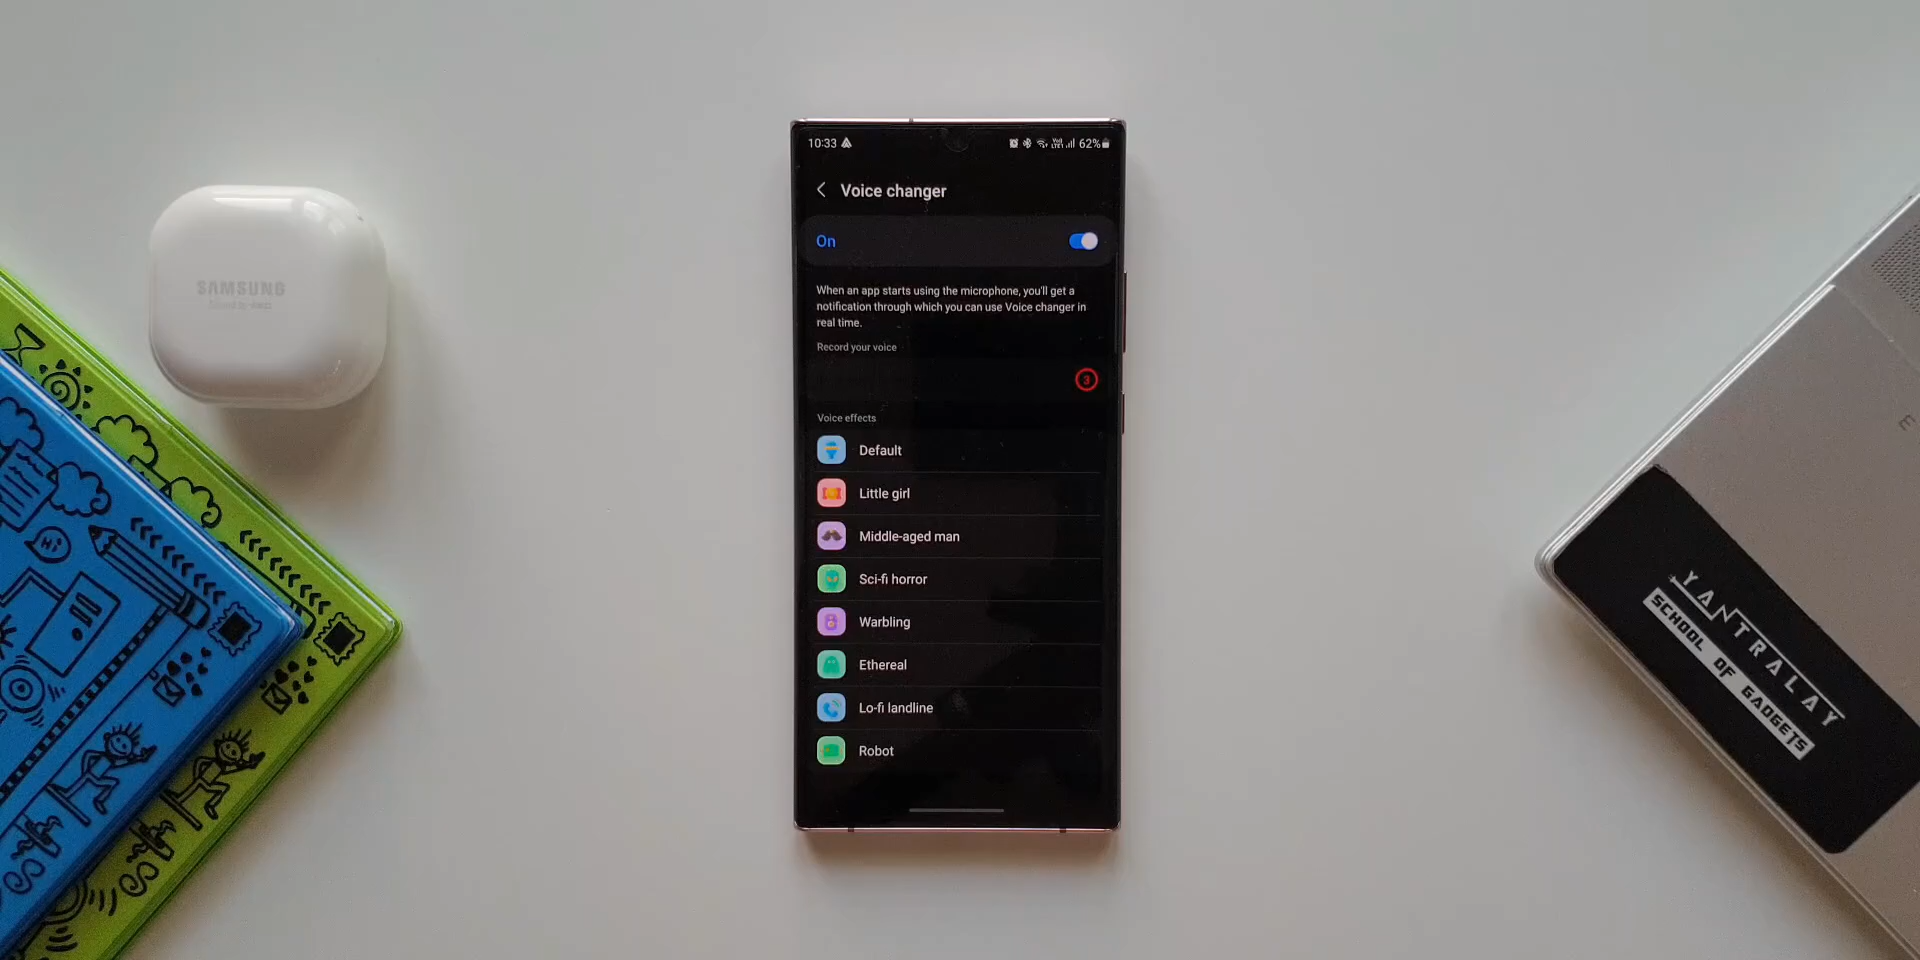 SAMSUNG
Hi
10:33
62%
Voice changer
On
When an app starts using the microphone, you'll get a
notification through which you can use Voice changer in
real time.
Record your voice
3
Voice effects
Default
Little girl
Middle-aged man
Sci-fi horror
Warbling
Ethereal
Lo-fi landline
Robot
YANTRALAY
SCHOOL OF GADGETS